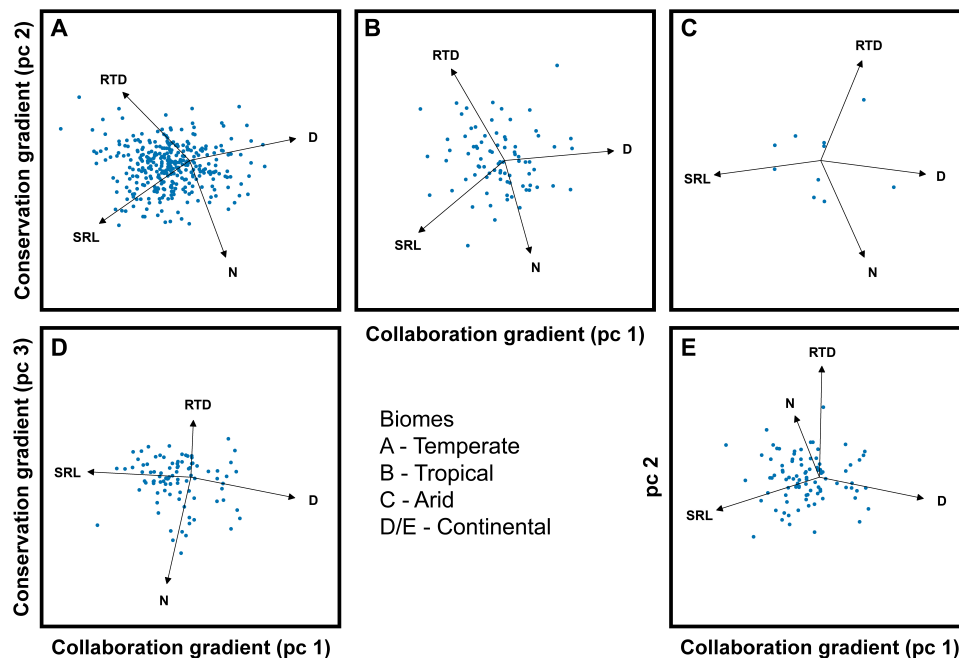 A
RTD
D
SRL
N
Conservation gradient (pc 2)
B
RTD
D
SRL
N
Collaboration gradient (pc 1)
C
RTD
SRL
D
N
D
RTD
SRL
D
N
Conservation gradient (pc 3)
Collaboration gradient (pc 1)
Biomes
A - Temperate
B - Tropical
C - Arid
D/E - Continental
E
RTD
N
SRL
D
pc 2
Collaboration gradient (pc 1)